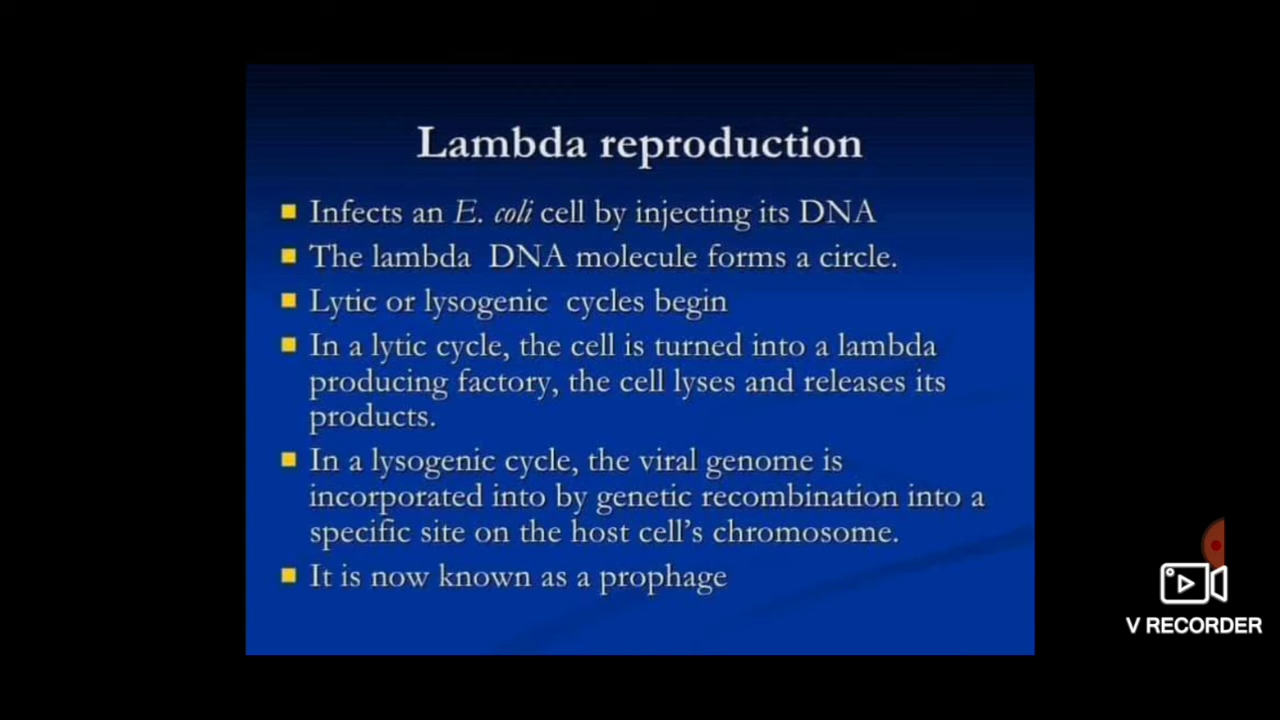 Lambda reproduction
Infects an E. coli cell by injecting its DNA
The lambda DNA molecule forms a circle.
Lytic or lysogenic cycles begin
In a lytic cycle, the cell is turned into a lambda
producing factory, the cell lyses and releases its
products.
In a lysogenic cycle, the viral genome is
incorporated into by genetic recombination into a
specific site on the host cell's chromosome.
It is now known as a prophage
V RECORDER